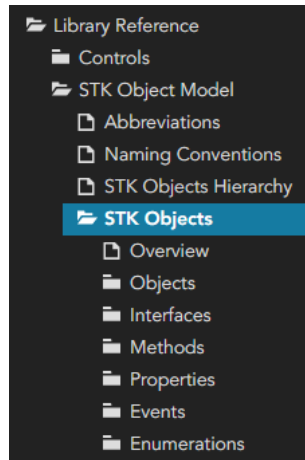 Library Reference
Controls
STK Object Model
Abbreviations
Naming Conventions
STK Objects Hierarchy
STK Objects
Overview
Objects
Interfaces
Methods
Properties
Events
Enumerations